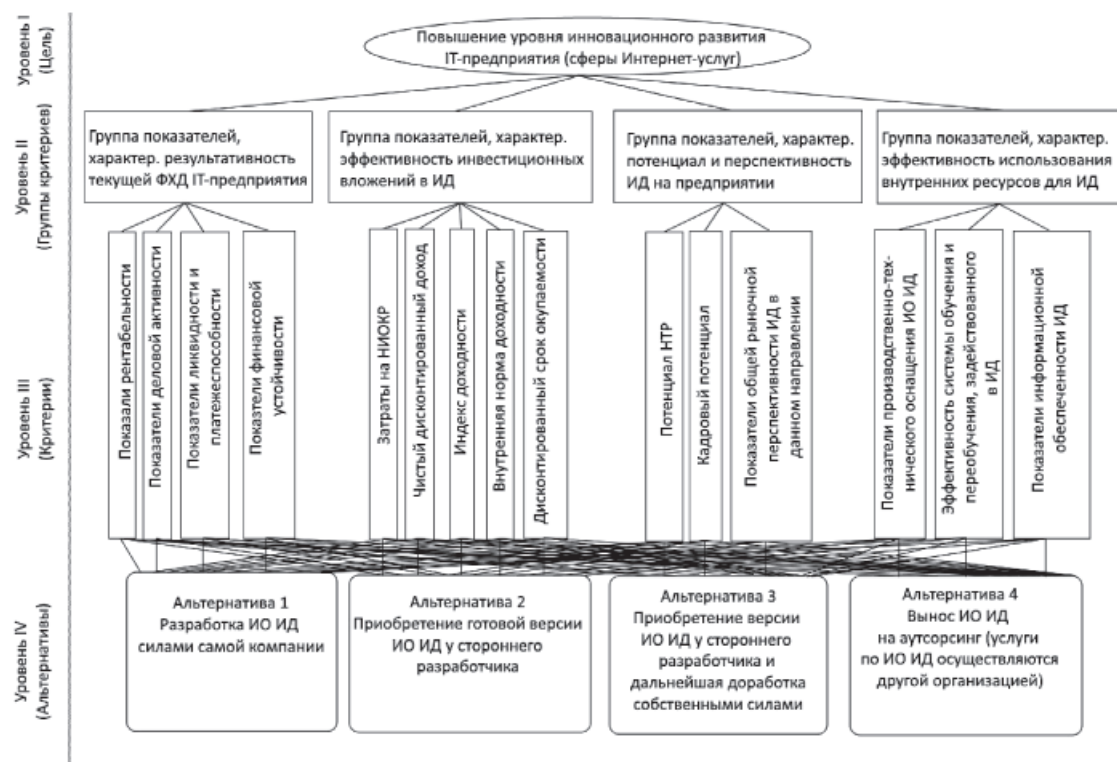 Уровень I
(Цель)
Повышение уровня инновационного развития
IT-предприятия (сферы Интернет-услуг)
Уровень II
(Группы критериев)
Группа показателей,
характер. результативность
текущей ФХД IT-предприятия
Группа показателей, характер.
эффективность инвестиционных
вложений в ИД
Группа показателей, характер.
потенциал и перспективность
ИД на предприятии
Группа показателей, характер.
эффективность использования
внутренних ресурсов для ИД
Уровень III
(Критерии)
Показали рентабельности
Показатели деловой активности
Показатели ликвидности и
платежеспособности
Показатели финансовой
устойчивости
Затраты на НИОКР
Чистый дисконтированный доход
Индекс доходности
Внутренняя норма доходности
Дисконтированный срок окупаемости
Потенциал НТР
Кадровый потенциал
Показатели общей рыночной
перспективности ИД в
данном направлении
Показатели производственно-тех-
нического оснащения ИО ИД
Эффективность системы обучения и
переобучения, задействованного
в ИД
Показатели информационной
обеспеченности ИД
Уровень IV
(Альтернативы)
Альтернатива 1
Разработка ИО ИД
силами самой компании
Альтернатива 2
Приобретение готовой версии
ИО ИД у стороннего
разработчика
Альтернатива 3
Приобретение версии
ИО ИД у стороннего
разработчика и
дальнейшая доработка
собственными силами
Альтернатива 4
Вынос ИО ИД
на аутсорсинг (услуги
по ИО ИД осуществляются
другой организацией)